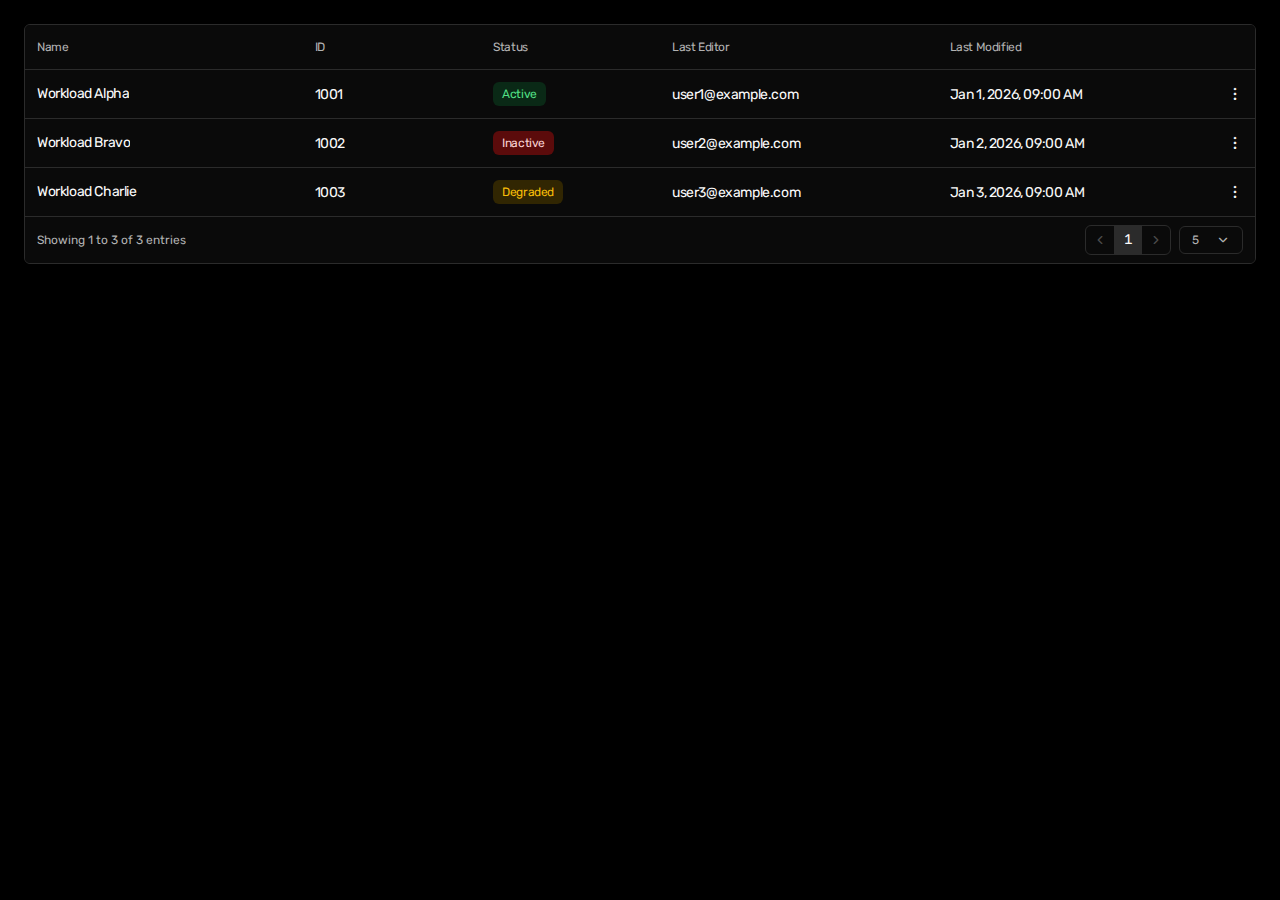 Name ID Status Last Editor Last Modified
Workload Alpha 1001 Active user1@example.com Jan 1, 2026, 09:00 AM
Workload Bravo 1002 Inactive user2@example.com Jan 2, 2026, 09:00 AM
Workload Charlie 1003 Degraded user3@example.com Jan 3, 2026, 09:00 AM
Showing 1 to 3 of 3 entries 1 5